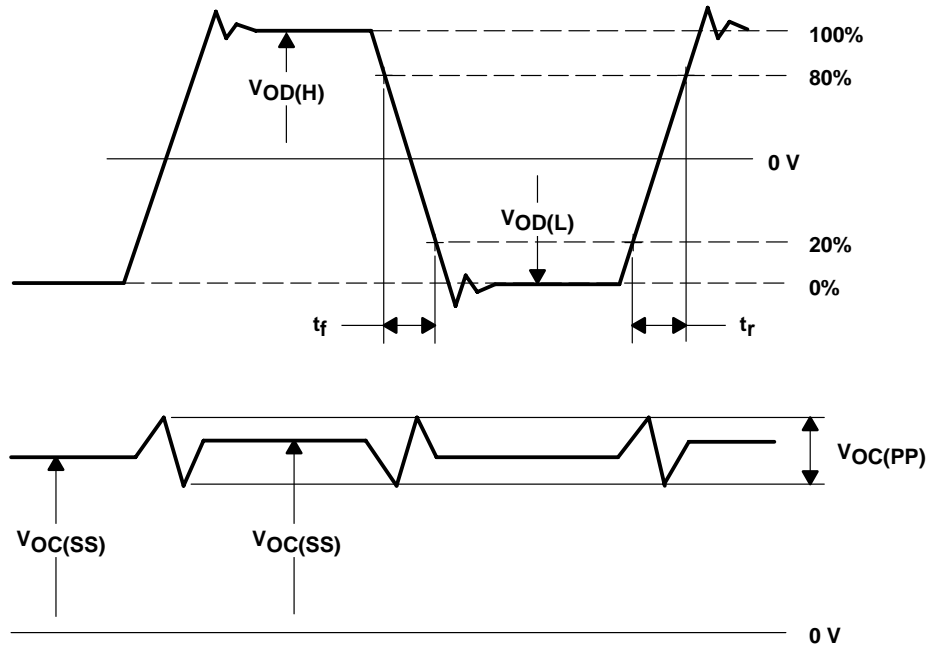 100%
80%
VOD(H)
0 V
VOD(L)
20%
0%
tf
tr
VOC(PP)
VOC(SS)
VOC(SS)
0 V